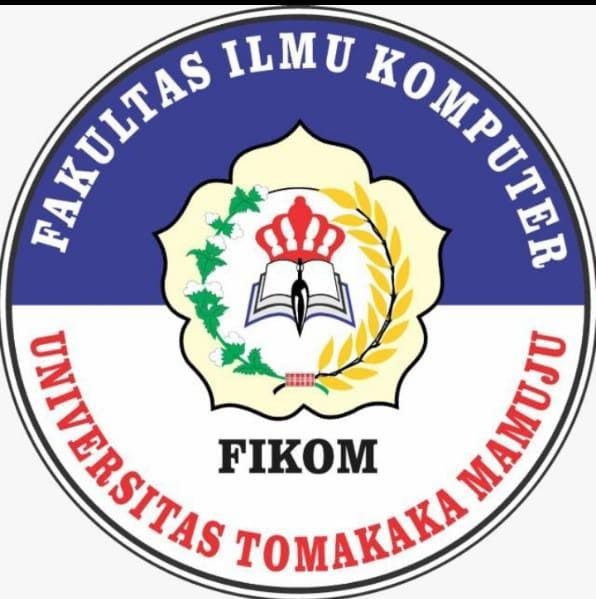 FAKULTAS ILMU KOMPUTER
FIKOM
UNIVERSITAS TOMAKAKA MAMUJU